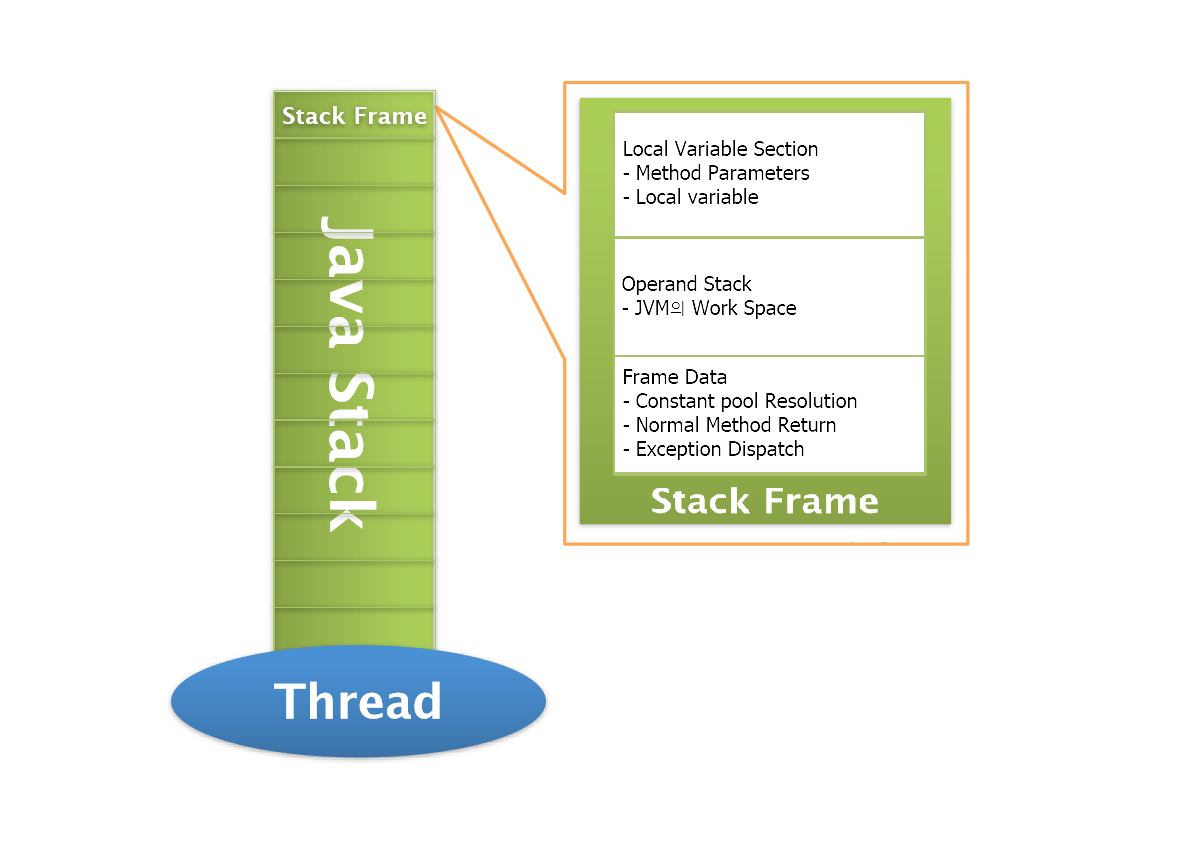 Stack Frame
Java Stack
Thread
Local Variable Section
- Method Parameters
- Local variable
Operand Stack
- JVM의 Work Space
Frame Data
- Constant pool Resolution
- Normal Method Return
- Exception Dispatch
Stack Frame